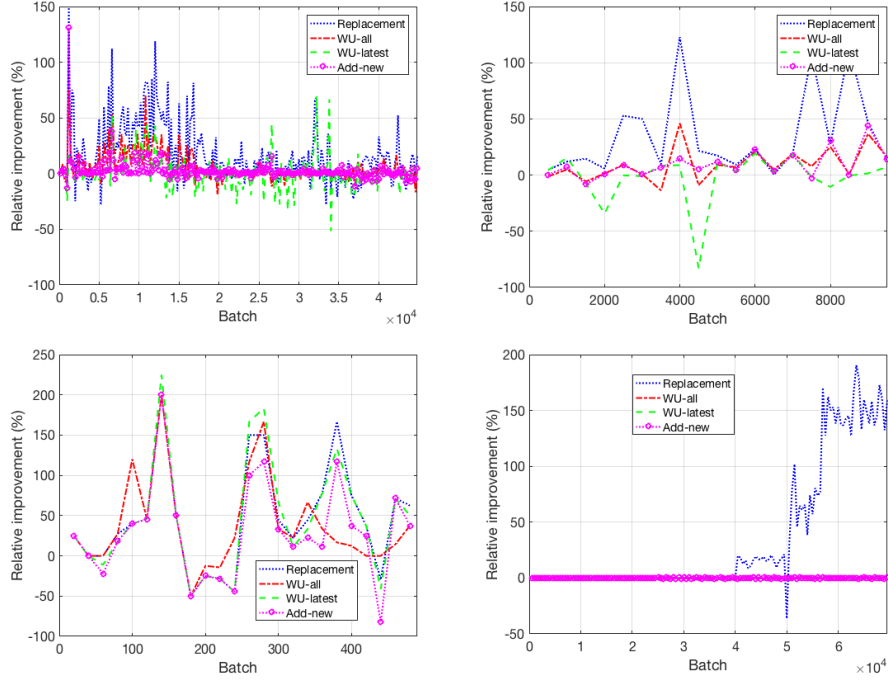 150
100
50
0
-50
-100
Relative improvement (%)
0
0.5
1
1.5
2
2.5
3
3.5
4
Batch
× 10⁴
Replacement
WU-all
WU-latest
Add-new
150
100
50
0
-50
-100
Relative improvement (%)
2000
4000
6000
8000
Batch
Replacement
WU-all
WU-latest
Add-new
250
200
150
100
50
0
-50
-100
Relative improvement (%)
0
100
200
300
400
Batch
Replacement
WU-all
WU-latest
Add-new
200
150
100
50
0
-50
Relative improvement (%)
0
1
2
3
4
5
6
Batch
× 10⁴
Replacement
WU-all
WU-latest
Add-new